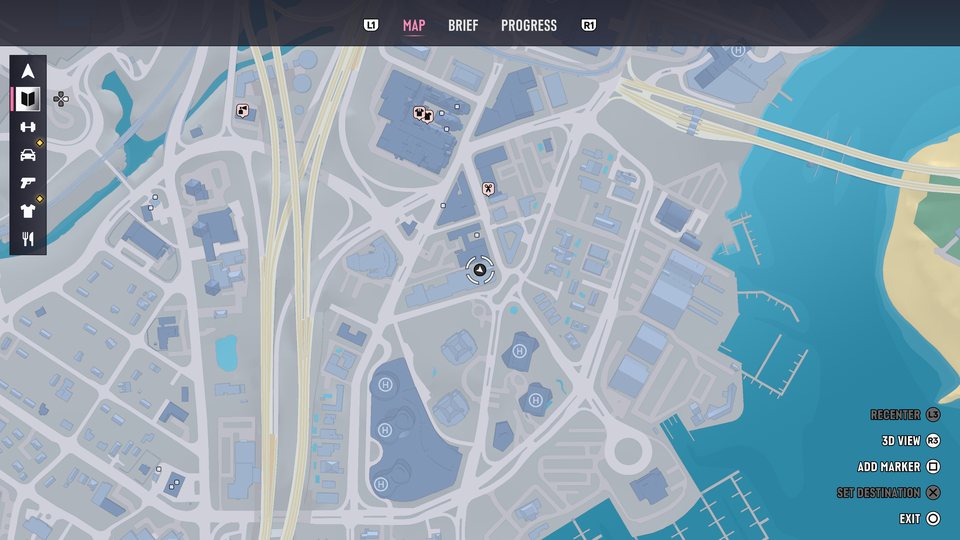 L1 MAP BRIEF PROGRESS R1
H
H
H
H
H
H
RECENTER L3
3D VIEW R3
ADD MARKER
SET DESTINATION
EXIT